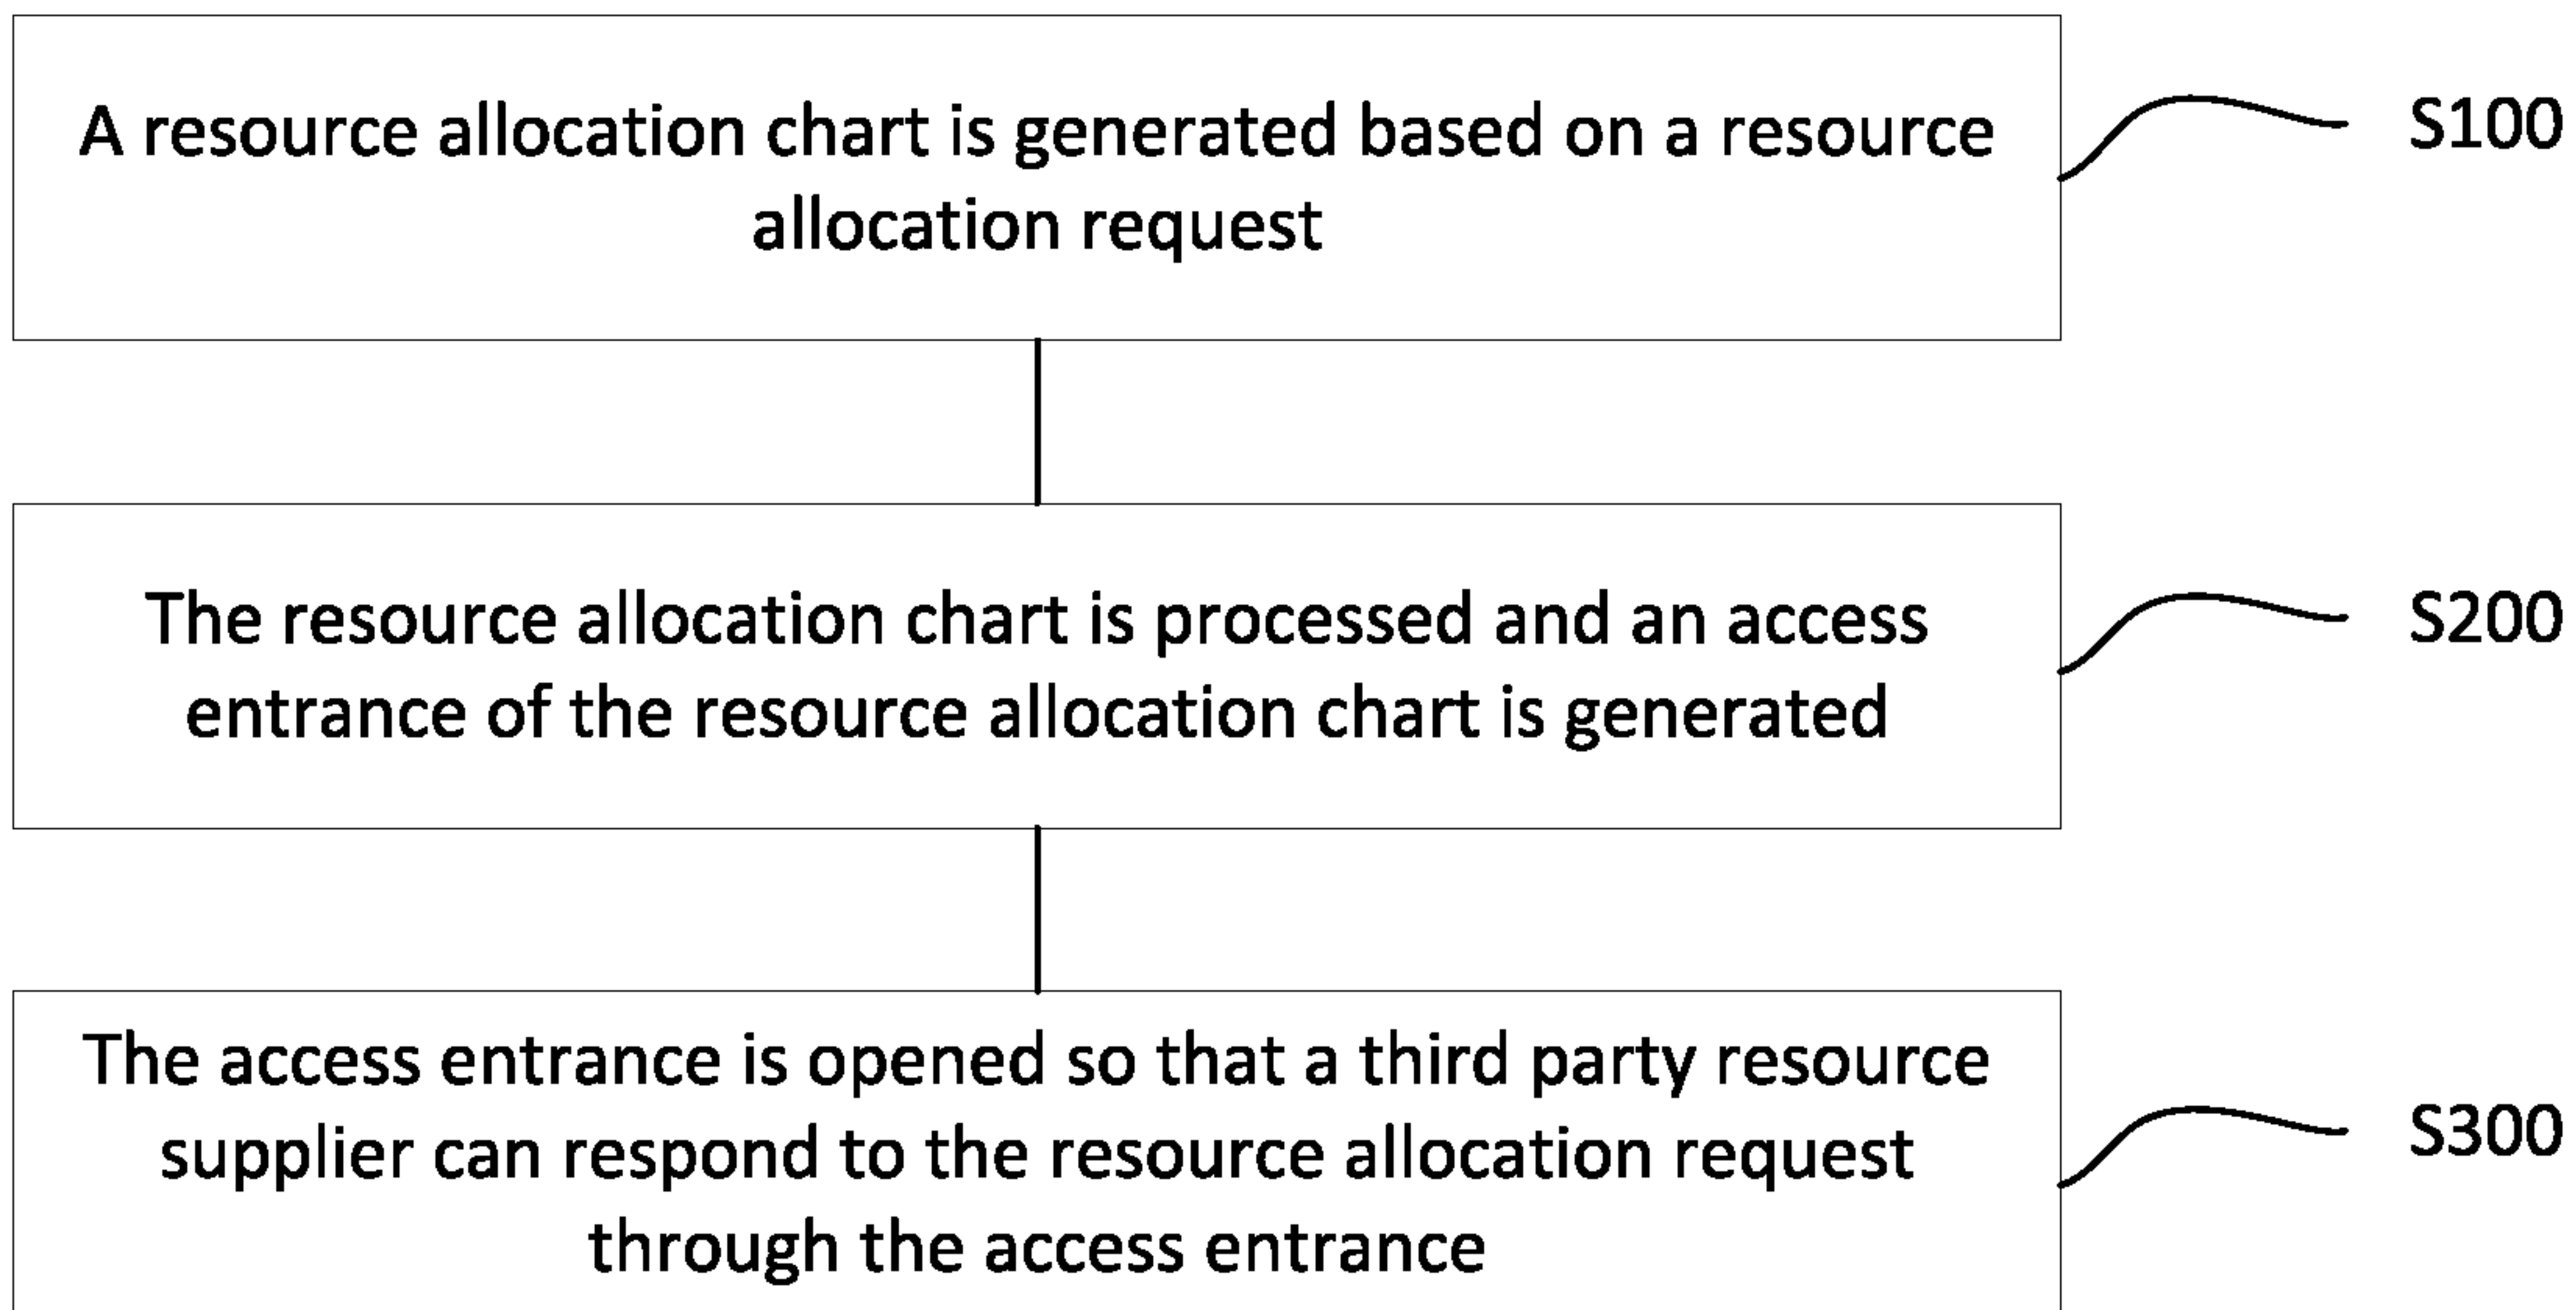 A resource allocation chart is generated based on a resource
allocation request
S100
The resource allocation chart is processed and an access
entrance of the resource allocation chart is generated
S200
The access entrance is opened so that a third party resource
supplier can respond to the resource allocation request
through the access entrance
S300